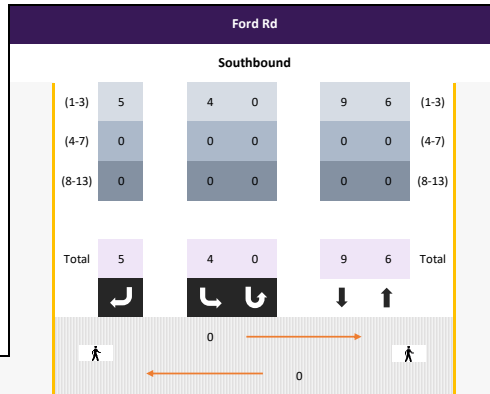 Ford Rd
Southbound
(1-3) 5 4 0 9 6 (1-3)
(4-7) 0 0 0 0 0 (4-7)
(8-13) 0 0 0 0 0 (8-13)
Total 5 4 0 9 6 Total
0
0